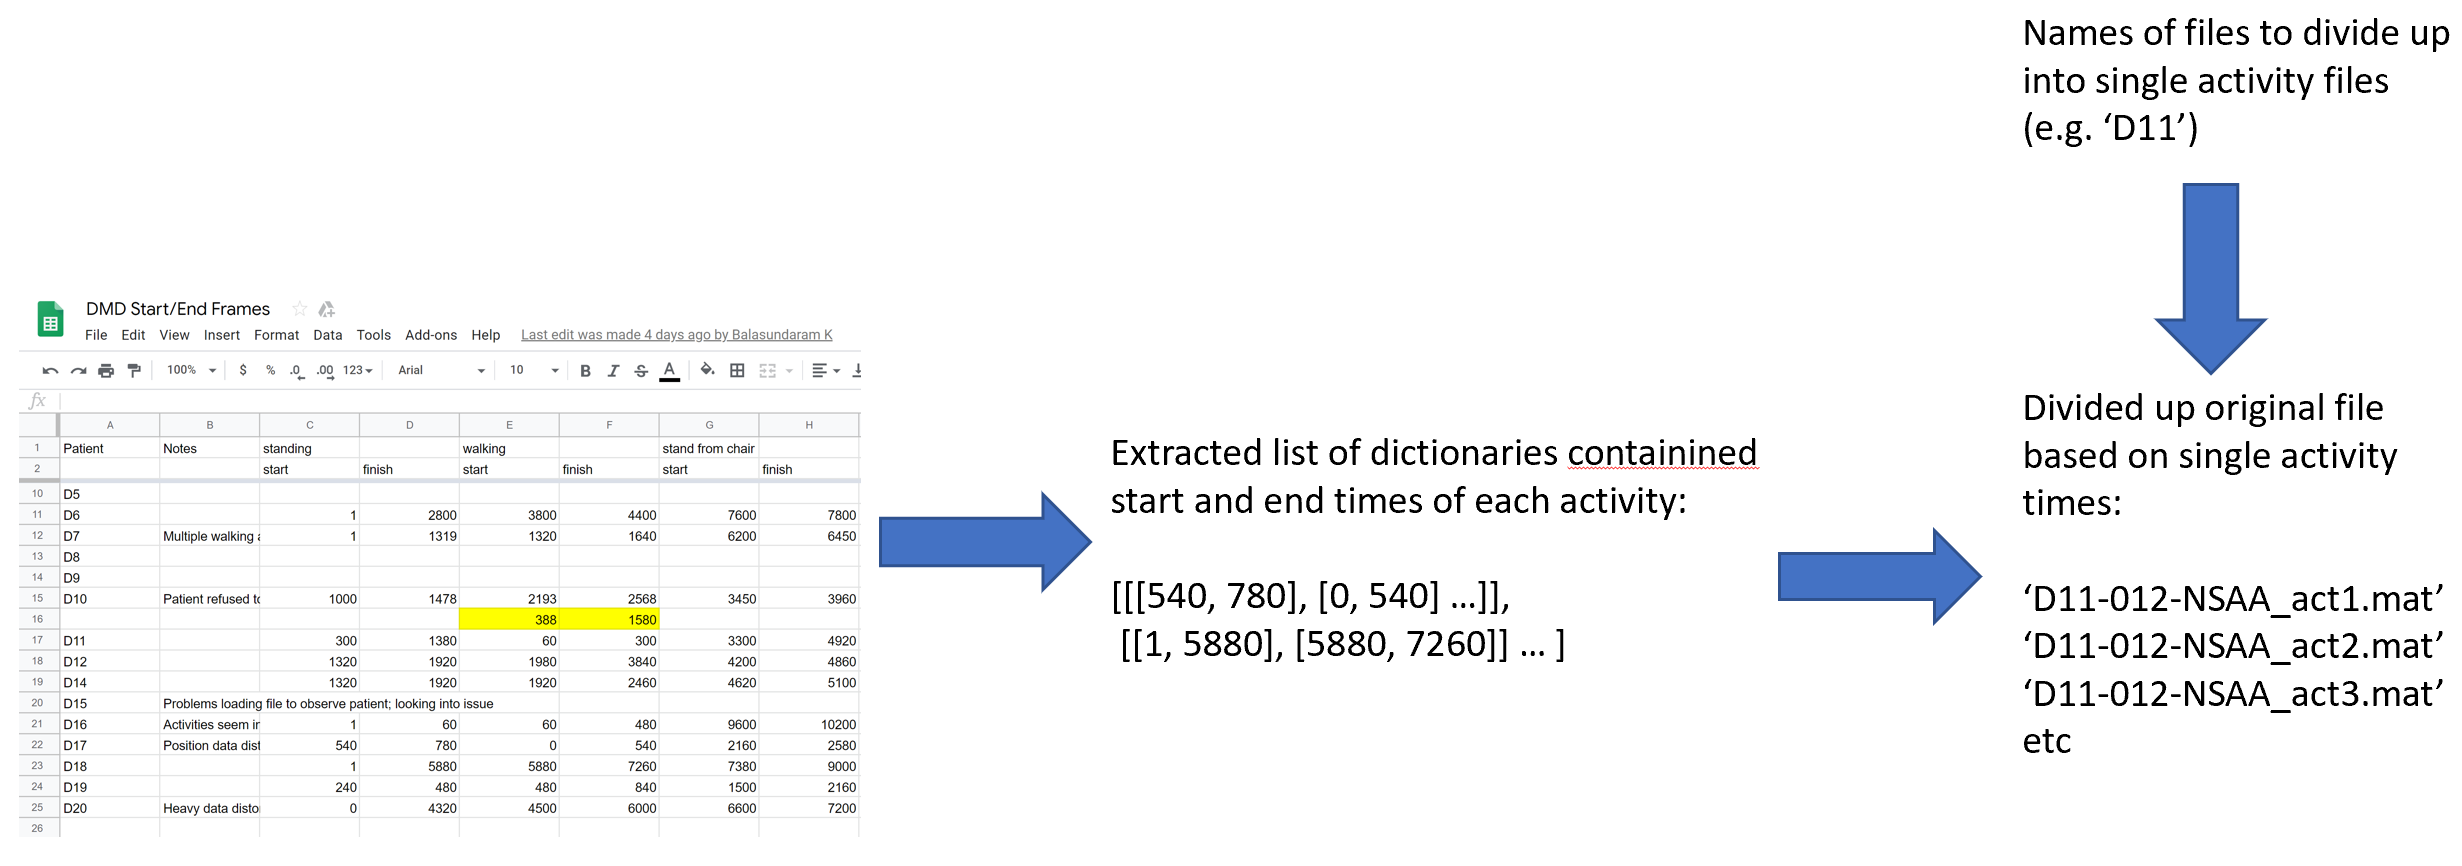 Names of files to divide up
into single activity files
(e.g. ‘D11’)
DMD Start/End Frames
File Edit View Insert Format Data Tools Add-ons Help Last edit was made 4 days ago by Balasundaram K
100% $ % .0 .00 123 Arial 10 B I S A
fx
A B C D E F G H
1 Patient Notes standing walking stand from chair
2 start finish start finish start finish
10 D5
11 D6 1 2800 3800 4400 7600 7800
12 D7 Multiple walking 1 1319 1320 1640 6200 6450
13 D8
14 D9
15 D10 Patient refused to 1000 1478 2193 2568 3450 3960
16 388 1580
17 D11 300 1380 60 300 3300 4920
18 D12 1320 1920 1980 3840 4200 4860
19 D14 1320 1920 1920 2460 4620 5100
20 D15 Problems loading file to observe patient; looking into issue
21 D16 Activities seem in 1 60 60 480 9600 10200
22 D17 Position data dist 540 780 0 540 2160 2580
23 D18 1 5880 5880 7260 7380 9000
24 D19 240 480 480 840 1500 2160
25 D20 Heavy data disto 0 4320 4500 6000 6600 7200
26
Extracted list of dictionaries containined
start and end times of each activity:
[[[540, 780], [0, 540] ...]],
[[1, 5880], [5880, 7260]] ... ]
Divided up original file
based on single activity
times:
‘D11-012-NSAA_act1.mat’
‘D11-012-NSAA_act2.mat’
‘D11-012-NSAA_act3.mat’
etc